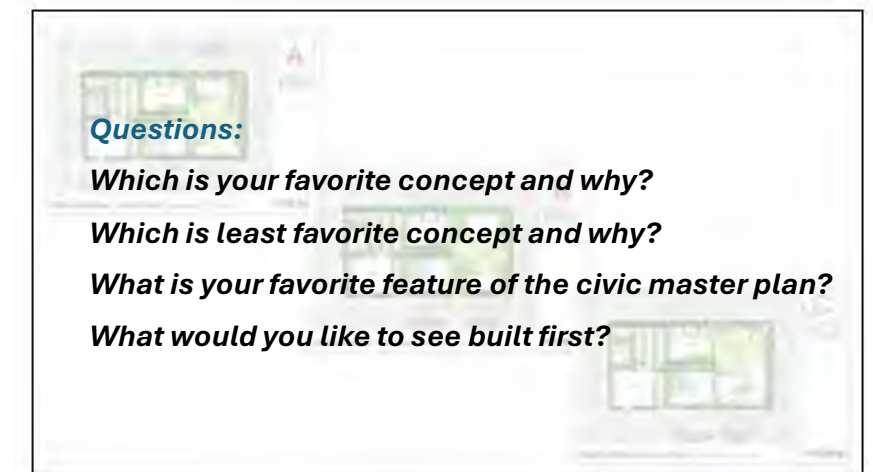 A
Questions:
Which is your favorite concept and why?
Which is least favorite concept and why?
What is your favorite feature of the civic master plan?
What would you like to see built first?